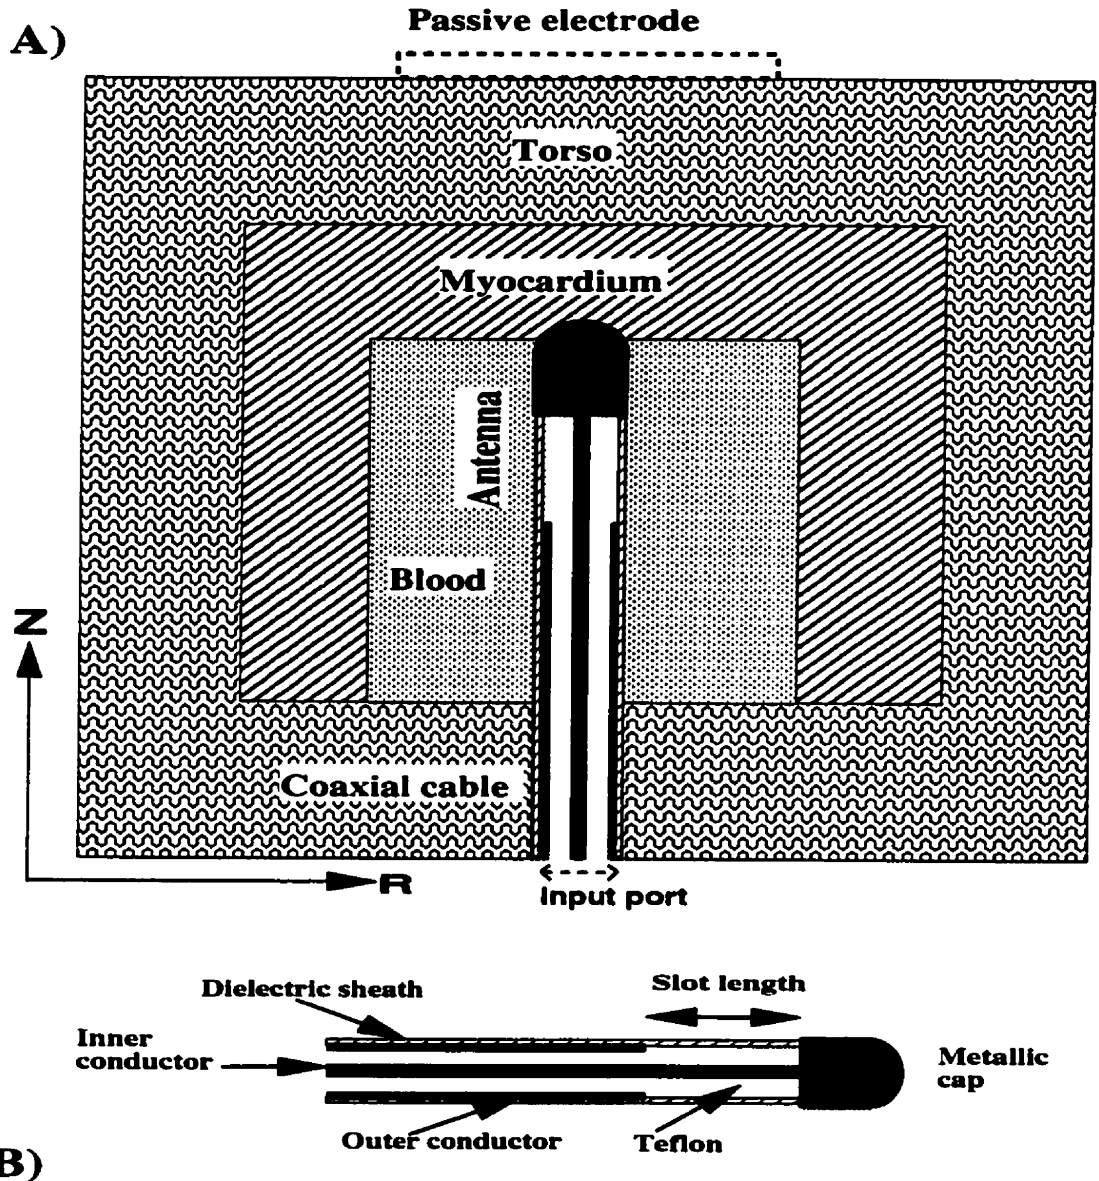 Passive electrode
A)
Torso
Myocardium
Antenna
Blood
Z
Coaxial cable
R
Input port
Dielectric sheath
Slot length
Inner
conductor
Metallic
cap
Outer conductor
Teflon
B)